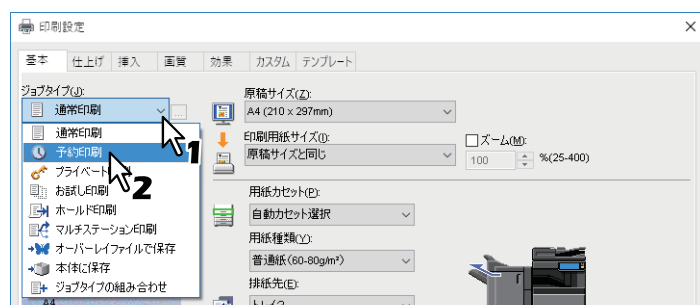 印刷設定
基本 仕上げ 挿入 画質 効果 カスタム テンプレート
ジョブタイプ(J):
通常印刷
...
通常印刷
予約印刷
プライベート
お試し印刷
ホールド印刷
マルチステーション印刷
オーバーレイファイルで保存
本体に保存
ジョブタイプの組み合わせ
A4
1
2
原稿サイズ(Z):
A4 (210 x 297mm)
印刷用紙サイズ(I):
原稿サイズと同じ
ズーム(M):
100 %(25-400)
用紙カセット(P):
自動カセット選択
用紙種類(Y):
普通紙(60-80g/m²)
排紙先(E):
トレイ2